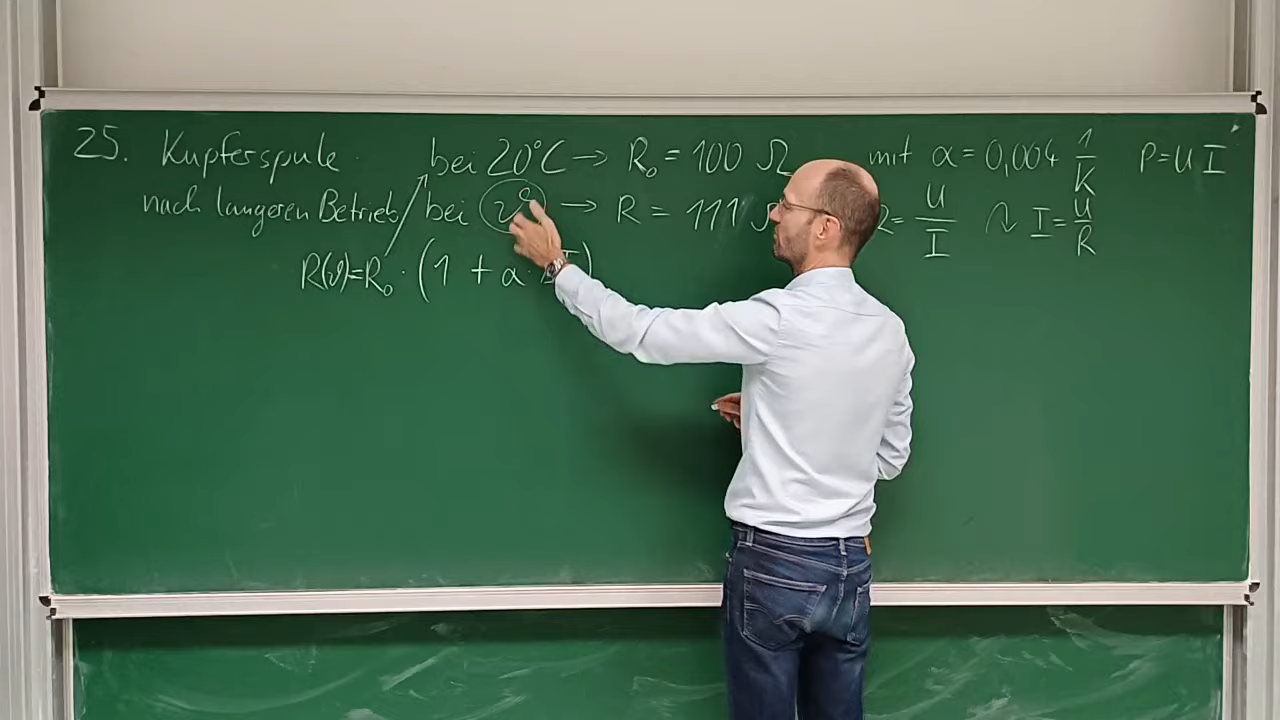 25. Kupferspule bei 20°C → R₀ = 100 Ω mit α = 0,004 1/K P = U I
nach längeren Betrieb bei ϑ → R = 111 = U/I ↷ I = U/R
R(ϑ) = R₀ · (1 + α ·